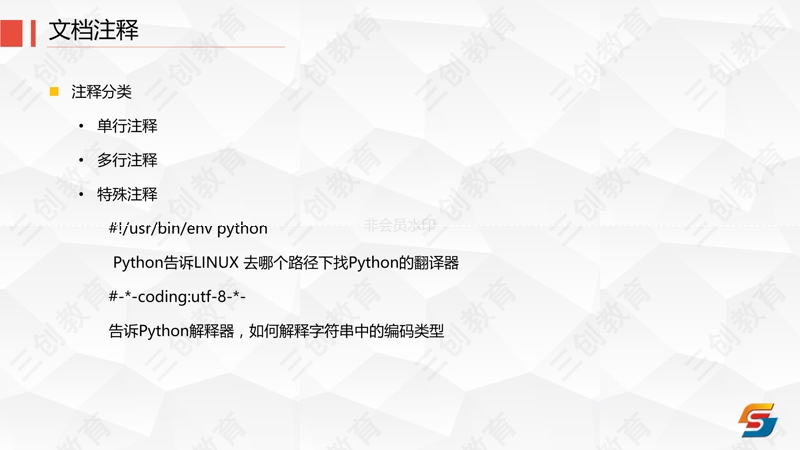 文档注释
注释分类
单行注释
多行注释
特殊注释
#!/usr/bin/env python
Python告诉LINUX 去哪个路径下找Python的翻译器
#-*-coding:utf-8-*-
告诉Python解释器，如何解释字符串中的编码类型
非会员水印
三创教育